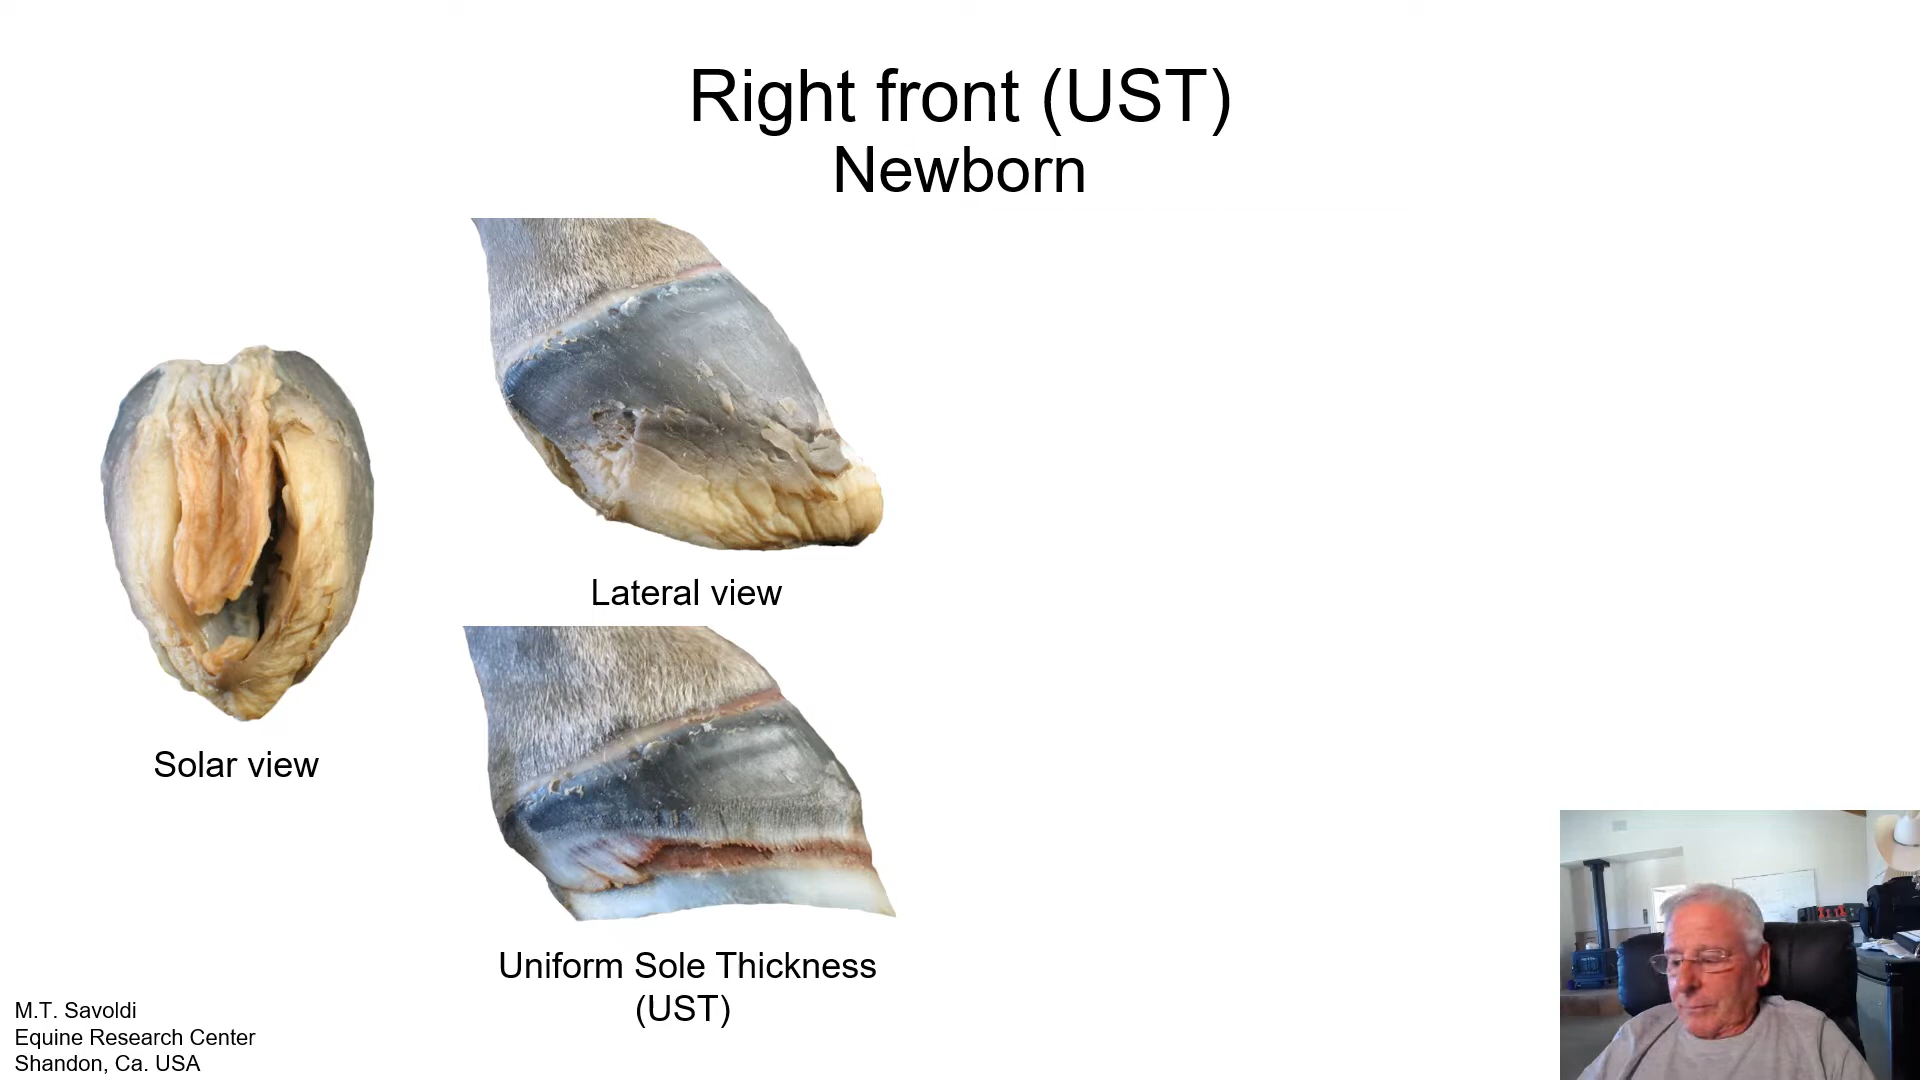 Right front (UST)
Newborn
Lateral view
Solar view
Uniform Sole Thickness
(UST)
M.T. Savoldi
Equine Research Center
Shandon, Ca. USA